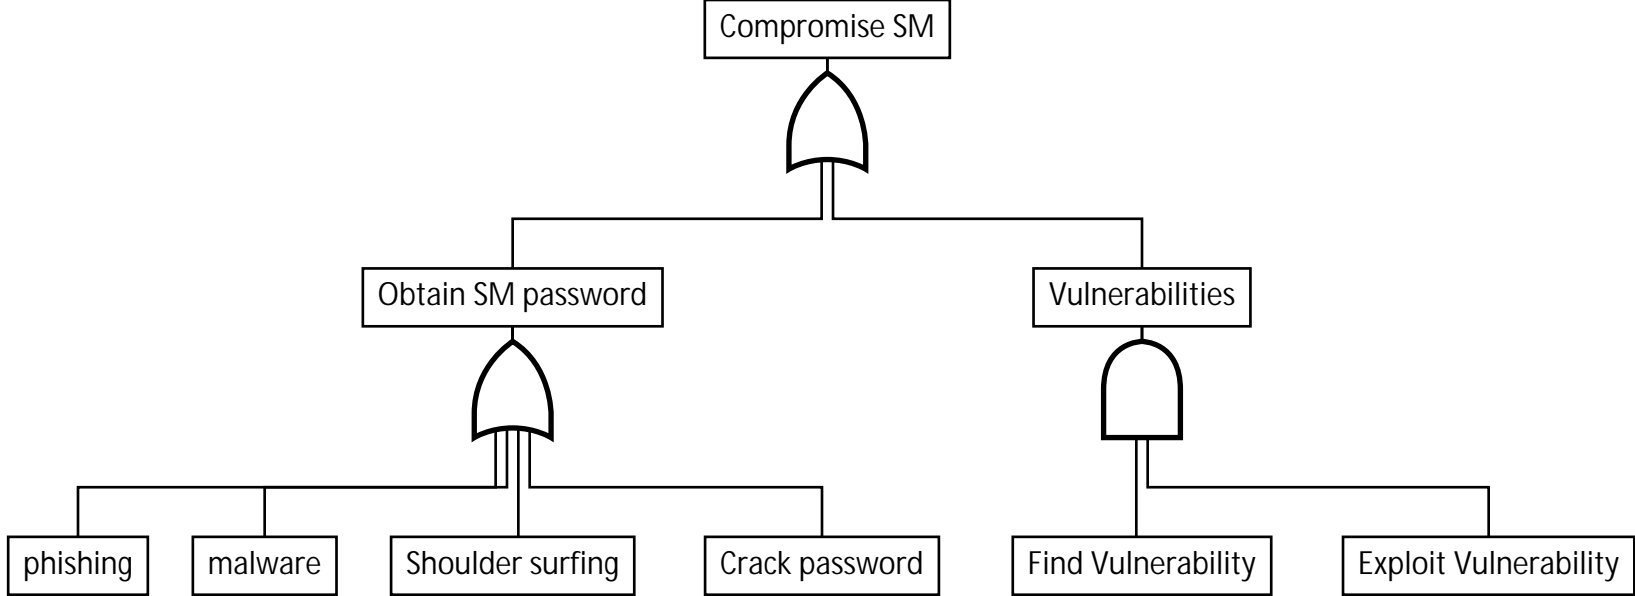 Compromise SM
Obtain SM password
Vulnerabilities
phishing
malware
Shoulder surfing
Crack password
Find Vulnerability
Exploit Vulnerability